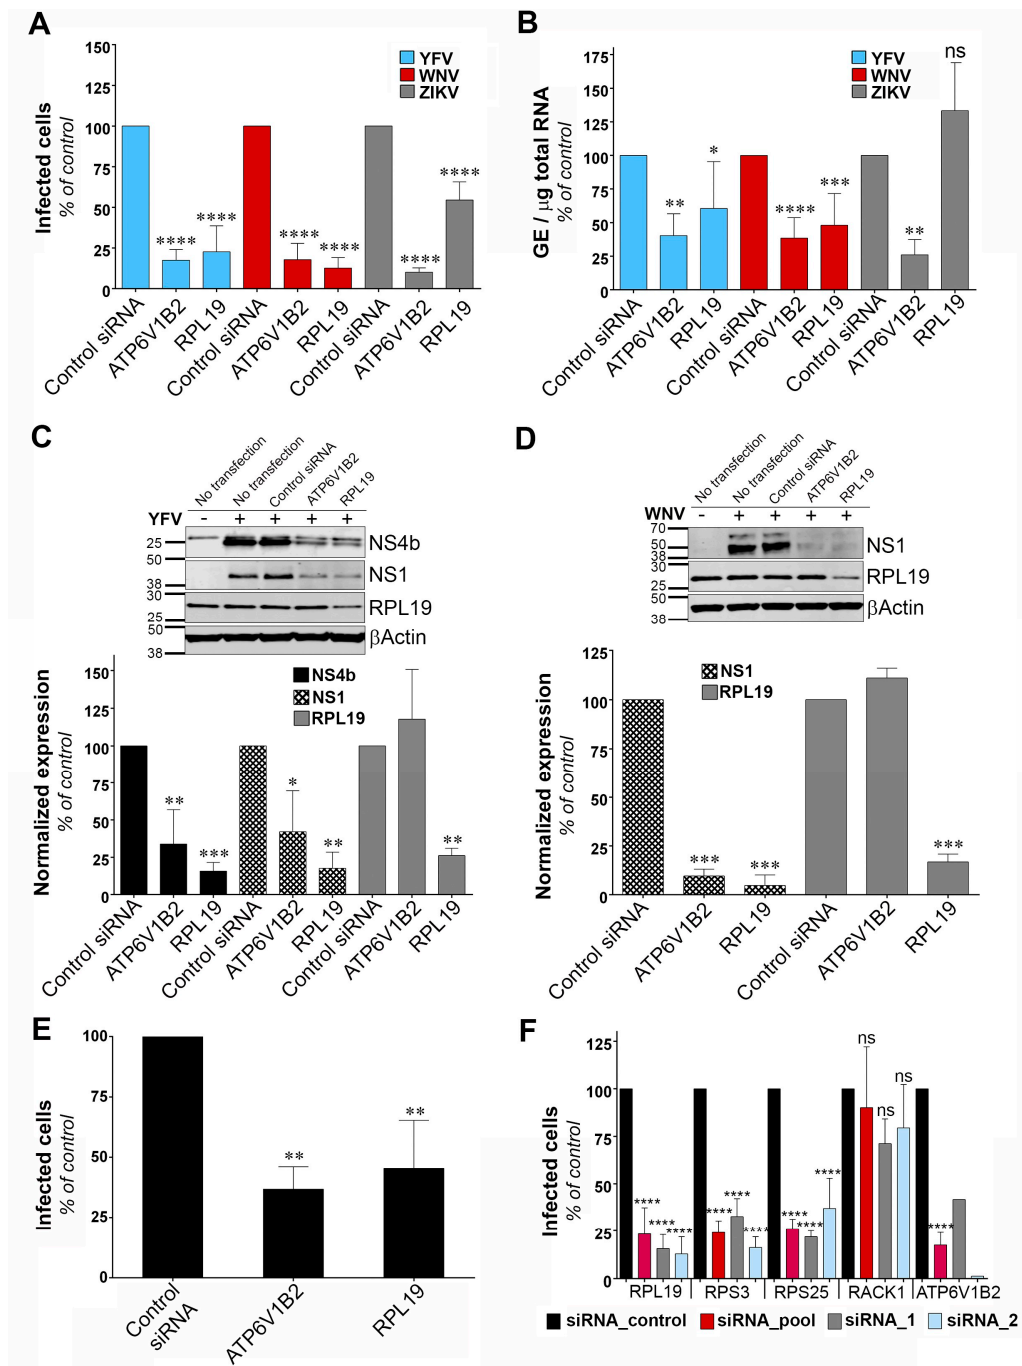 A
Infected cells
% of control
150
125
100
75
50
25
0
YFV
WNV
ZIKV
**** **** **** **** **** ****
Control siRNA
ATP6V1B2
RPL19
Control siRNA
ATP6V1B2
RPL19
Control siRNA
ATP6V1B2
RPL19
B
GE / µg total RNA
% of control
175
150
125
100
75
50
25
0
YFV
WNV
ZIKV
** * **** *** ** ns
Control siRNA
ATP6V1B2
RPL19
Control siRNA
ATP6V1B2
RPL19
Control siRNA
ATP6V1B2
RPL19
C
No transfection
No transfection
Control siRNA
ATP6V1B2
RPL19
YFV - + + + +
25 NS4b
50
38 NS1
30
25 RPL19
50
38 βActin
Normalized expression
% of control
150
125
100
75
50
25
0
NS4b
NS1
RPL19
** *** * ** **
Control siRNA
ATP6V1B2
RPL19
Control siRNA
ATP6V1B2
RPL19
Control siRNA
ATP6V1B2
RPL19
D
No transfection
No transfection
Control siRNA
ATP6V1B2
RPL19
WNV - + + + +
70
50 NS1
38
30
25 RPL19
50
38 βActin
Normalized expression
% of control
125
100
75
50
25
0
NS1
RPL19
*** *** ***
Control siRNA
ATP6V1B2
RPL19
Control siRNA
ATP6V1B2
RPL19
E
Infected cells
% of control
100
75
50
25
0
** **
Control
siRNA
ATP6V1B2
RPL19
F
Infected cells
% of control
125
100
75
50
25
0
**** **** **** **** **** **** **** **** **** ns ns ns ****
RPL19 RPS3 RPS25 RACK1 ATP6V1B2
siRNA_control siRNA_pool siRNA_1 siRNA_2